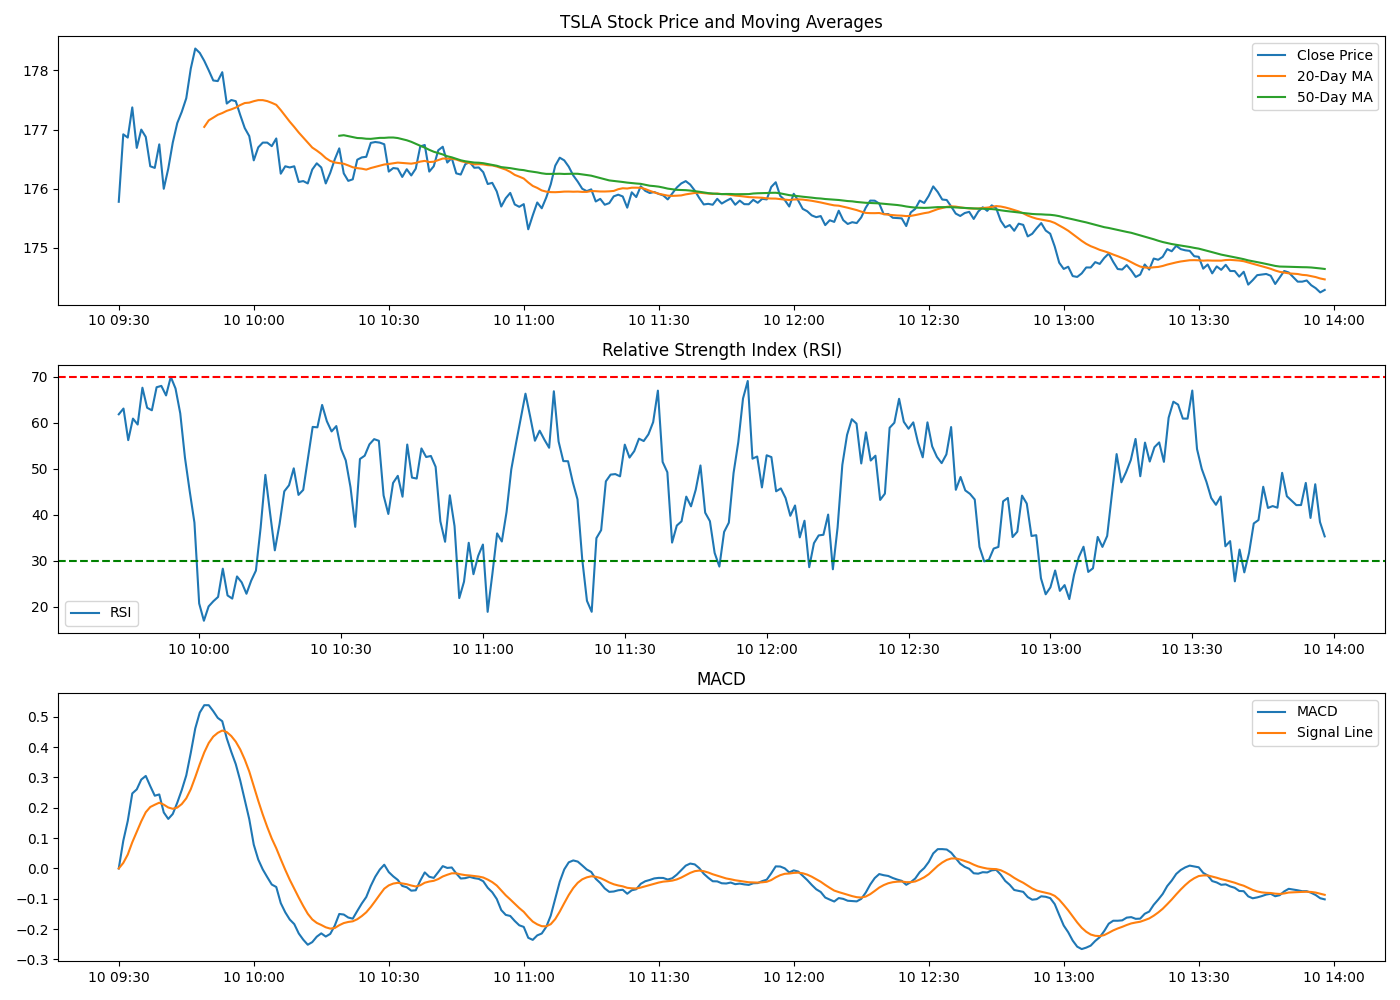 TSLA Stock Price and Moving Averages
178
177
176
175
Close Price
20-Day MA
50-Day MA
10 09:30 10 10:00 10 10:30 10 11:00 10 11:30 10 12:00 10 12:30 10 13:00 10 13:30 10 14:00
Relative Strength Index (RSI)
70
60
50
40
30
20
RSI
10 10:00 10 10:30 10 11:00 10 11:30 10 12:00 10 12:30 10 13:00 10 13:30 10 14:00
MACD
0.5
0.4
0.3
0.2
0.1
0.0
−0.1
−0.2
−0.3
MACD
Signal Line
10 09:30 10 10:00 10 10:30 10 11:00 10 11:30 10 12:00 10 12:30 10 13:00 10 13:30 10 14:00